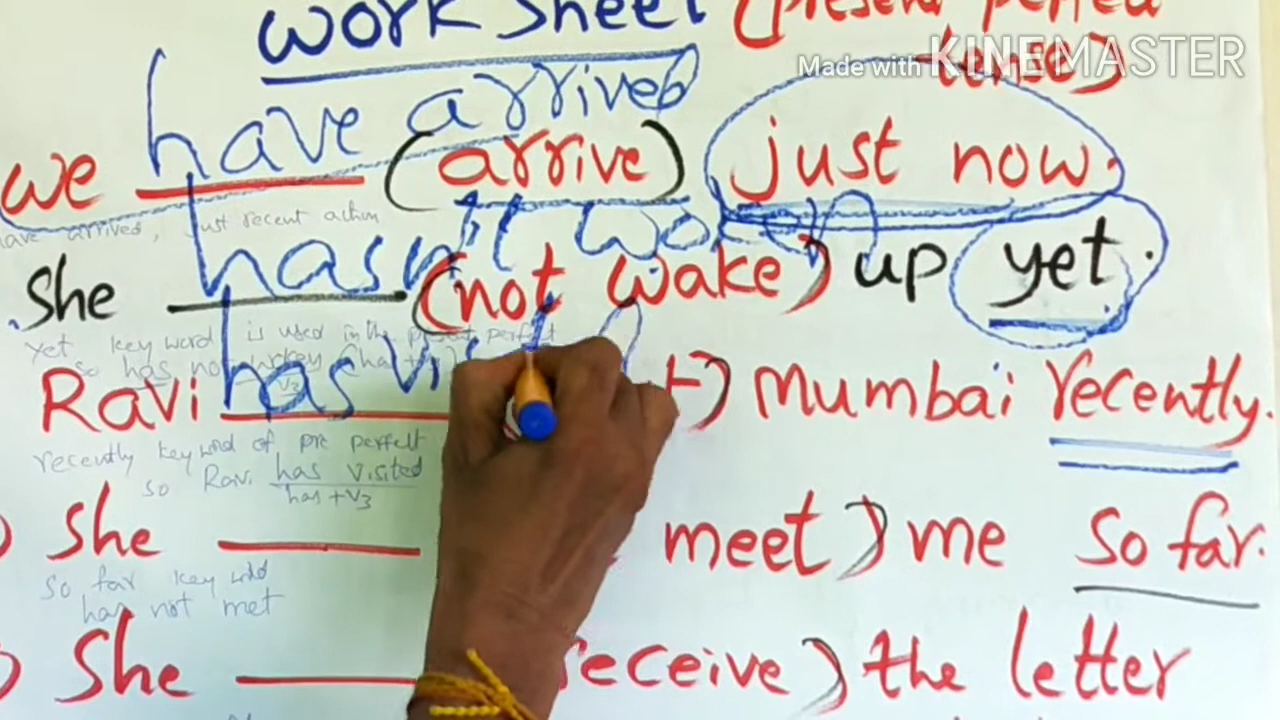 Work Sheet (present perfect
tense)
Made with KINEMASTER
have arrived
we (arrive) just now.
have arrived, Just recent action
hasn't woken
She (not wake) up yet.
yet key word is used in the present perfect
so has not
V3
has visit
Ravi Mumbai recently.
recently key word of pre perfect
so Ravi has visited
has + V3
She meet) me so far.
so far key word
has not met
She receive) the letter